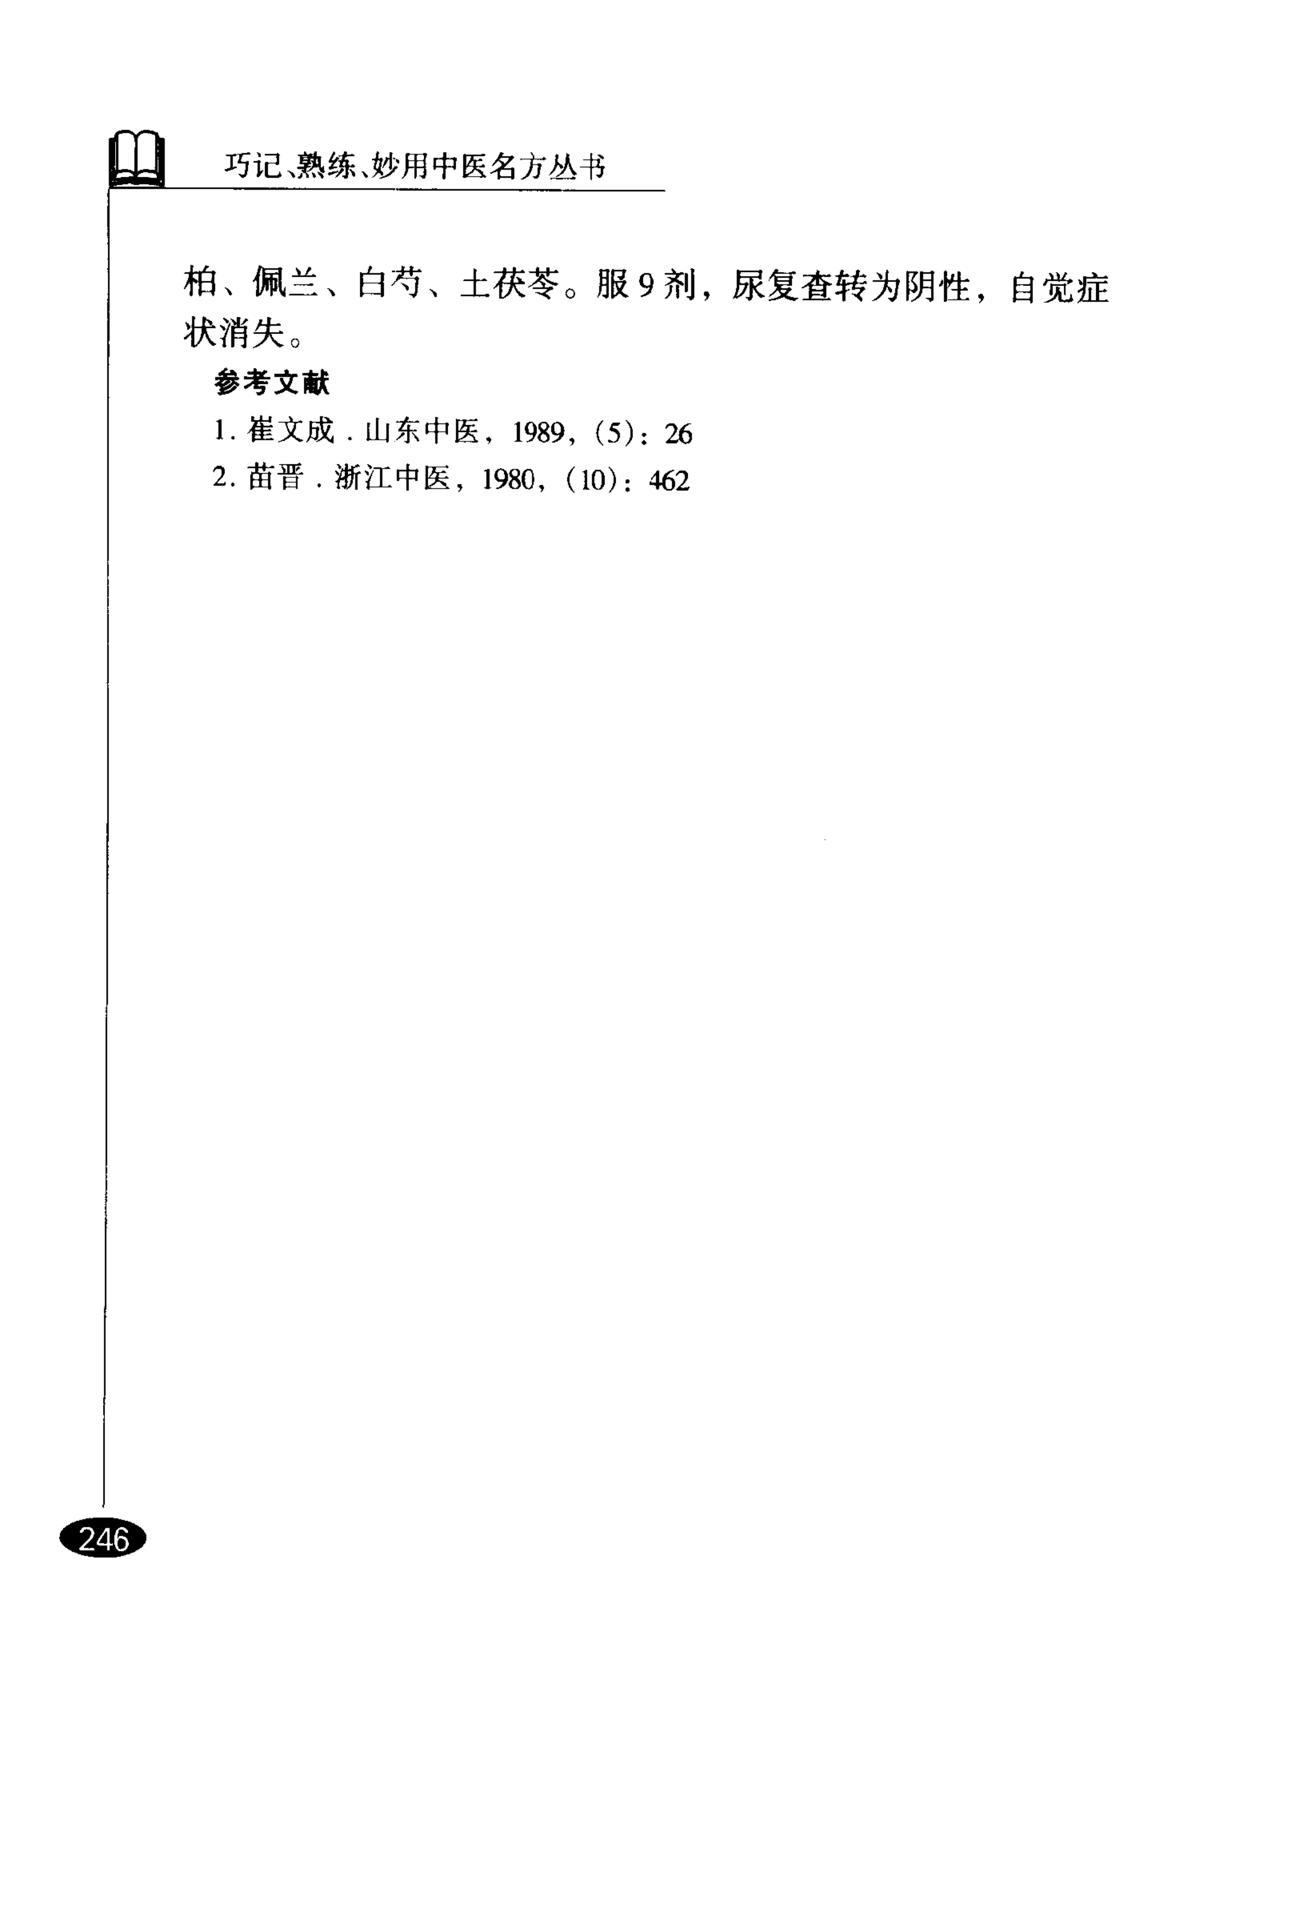 巧记、熟练、妙用中医名方丛书
柏、佩兰、白芍、土茯苓。服9剂，尿复查转为阴性，自觉症
状消失。
参考文献
1. 崔文成．山东中医，1989，(5)：26
2. 苗晋．浙江中医，1980，(10)：462
246